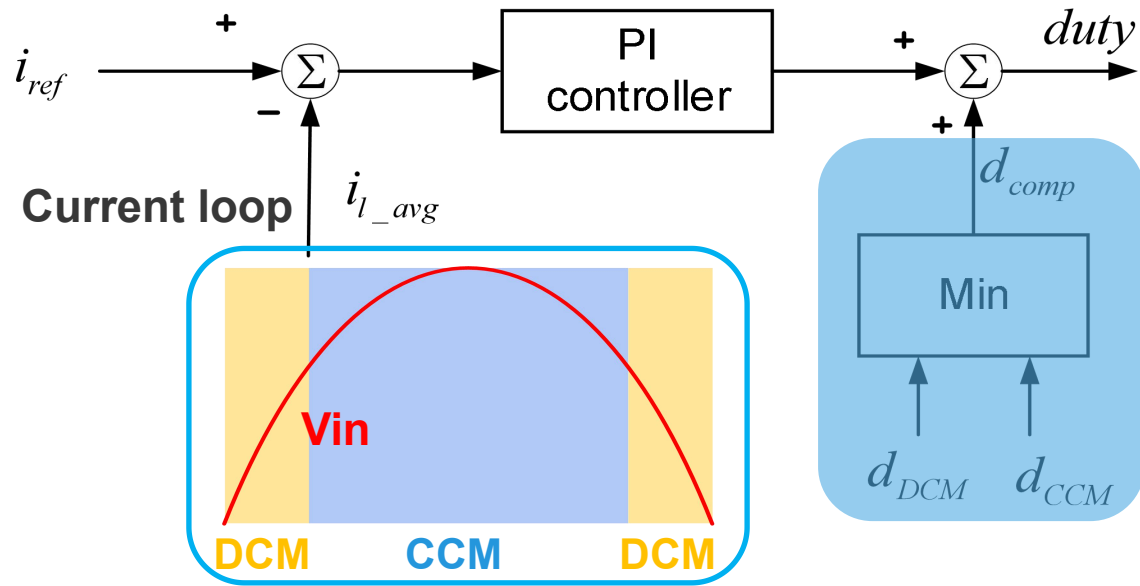 +
i_ref
−
Σ
PI
controller
+
+
Σ
duty
Current loop
i_l_avg
d_comp
Min
d_DCM
d_CCM
Vin
DCM
CCM
DCM